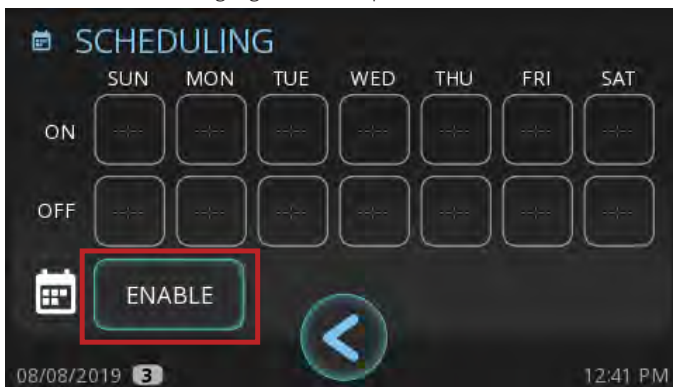 SCHEDULING
SUN MON TUE WED THU FRI SAT
ON --:-- --:-- --:-- --:-- --:-- --:-- --:--
OFF --:-- --:-- --:-- --:-- --:-- --:-- --:--
ENABLE
<
08/08/2019 3 12:41 PM